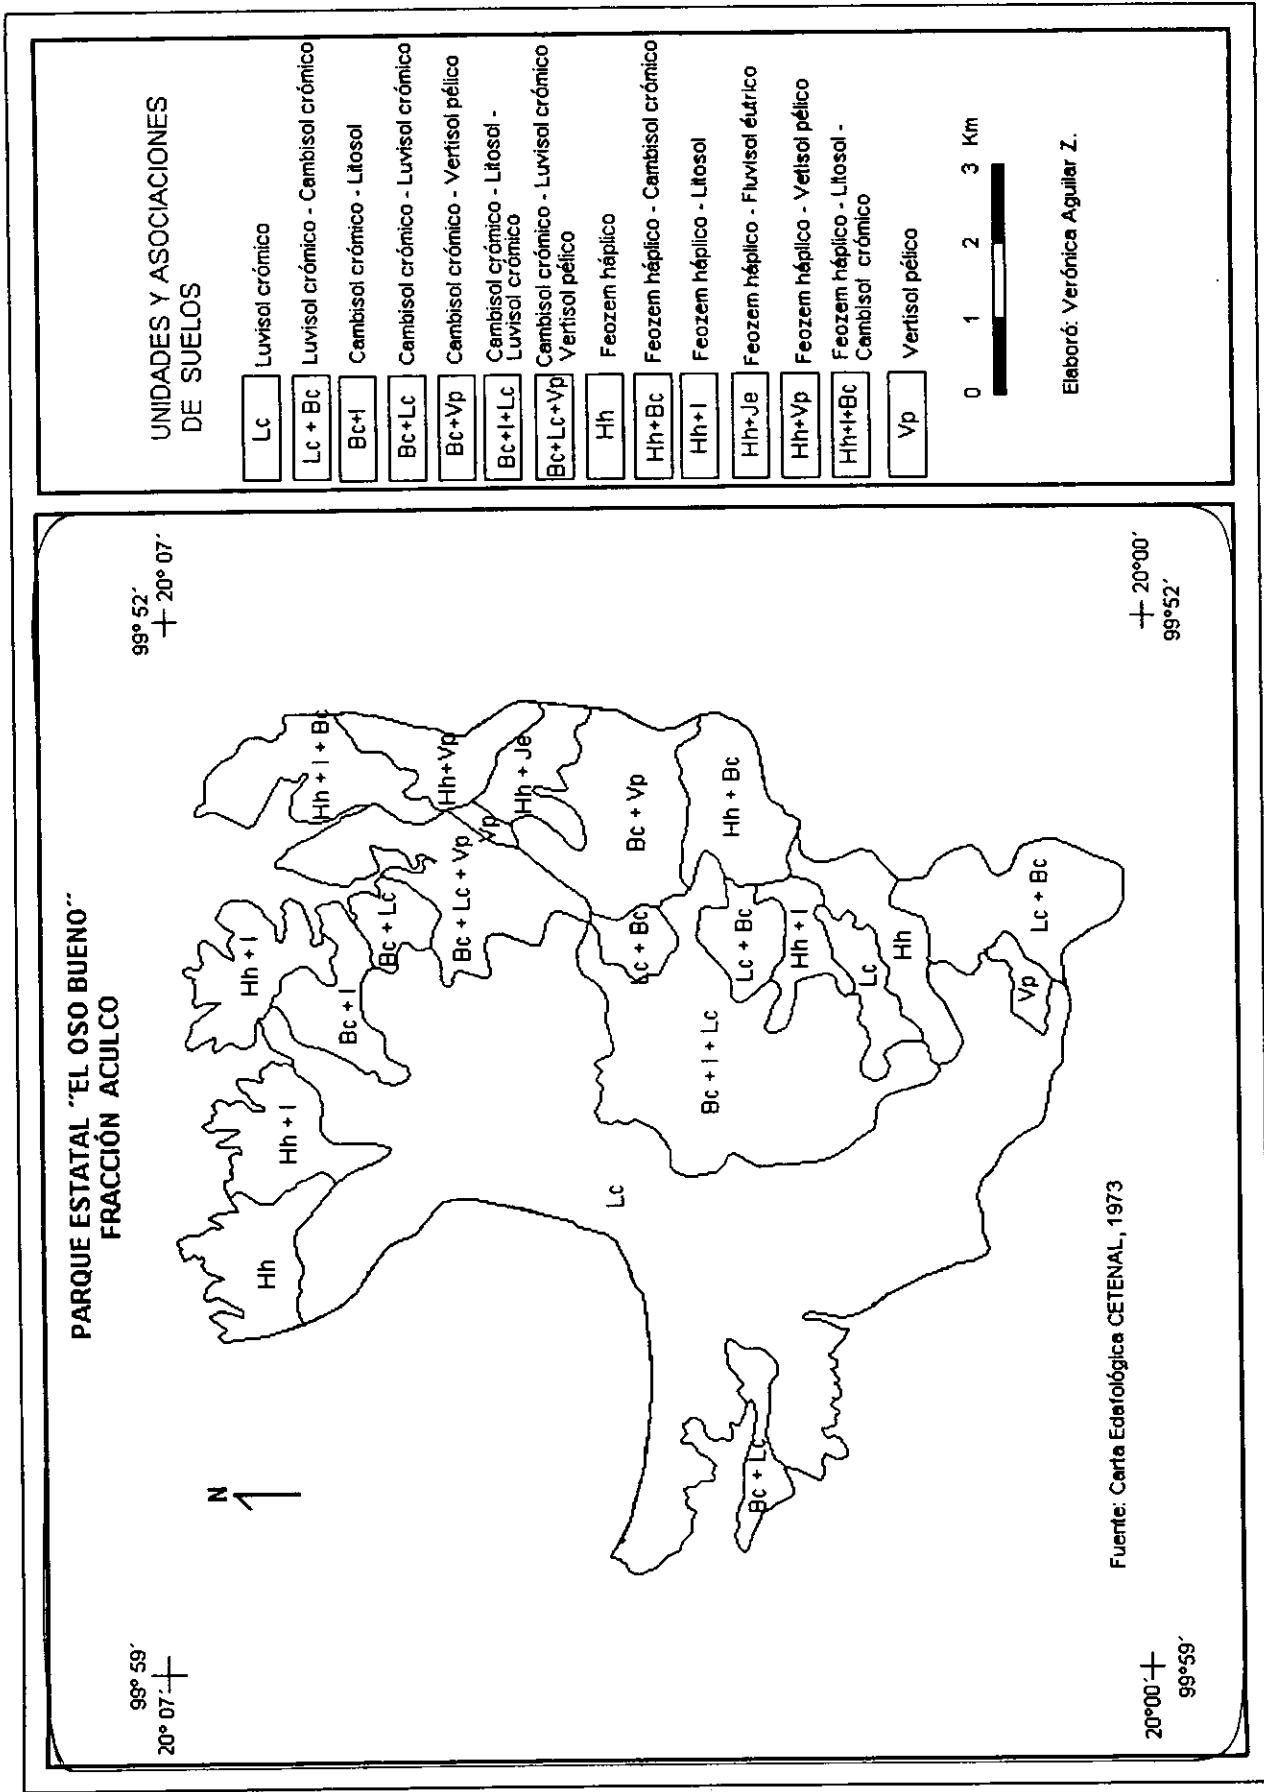 PARQUE ESTATAL ˝EL OSO BUENO˝
FRACCIÓN ACULCO
99° 59´
20° 07´
99° 52´
20° 07´
N
Hh
Hh + I
Hh + I
Bc + I
Bc + Lc
Hh + I + Bc
Hh+Vp
Bc + Lc + Vp
Vp
Hh + Je
Lc
Lc + Bc
Bc + Vp
Bc + I + Lc
Lc + Bc
Hh + Bc
Bc + Lc
Hh + I
Lc
Hh
Vp
Lc + Bc
Fuente: Carta Edafológica CETENAL, 1973
20°00´
99°59´
20°00´
99°52´
UNIDADES Y ASOCIACIONES
DE SUELOS
Lc Luvisol crómico
Lc + Bc Luvisol crómico - Cambisol crómico
Bc+I Cambisol crómico - Litosol
Bc+Lc Cambisol crómico - Luvisol crómico
Bc+Vp Cambisol crómico - Vertisol pélico
Bc+I+Lc Cambisol crómico - Litosol -
Luvisol crómico
Bc+Lc+Vp Cambisol crómico - Luvisol crómico
Vertisol pélico
Hh Feozem háplico
Hh+Bc Feozem háplico - Cambisol crómico
Hh+I Feozem háplico - Litosol
Hh+Je Feozem háplico - Fluvisol éutrico
Hh+Vp Feozem háplico - Vetisol pélico
Hh+I+Bc Feozem háplico - Litosol -
Cambisol crómico
Vp Vertisol pélico
0 1 2 3 Km
Elaboró: Verónica Aguilar Z.